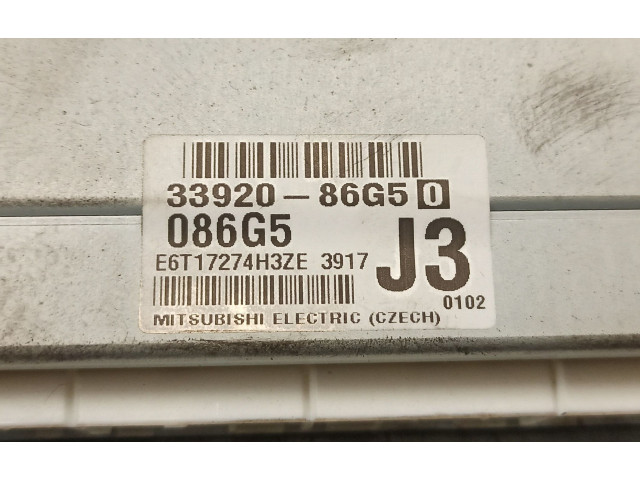 33920-86G5 0
086G5
E6T17274H3ZE 3917
J3
0102
MITSUBISHI ELECTRIC (CZECH)